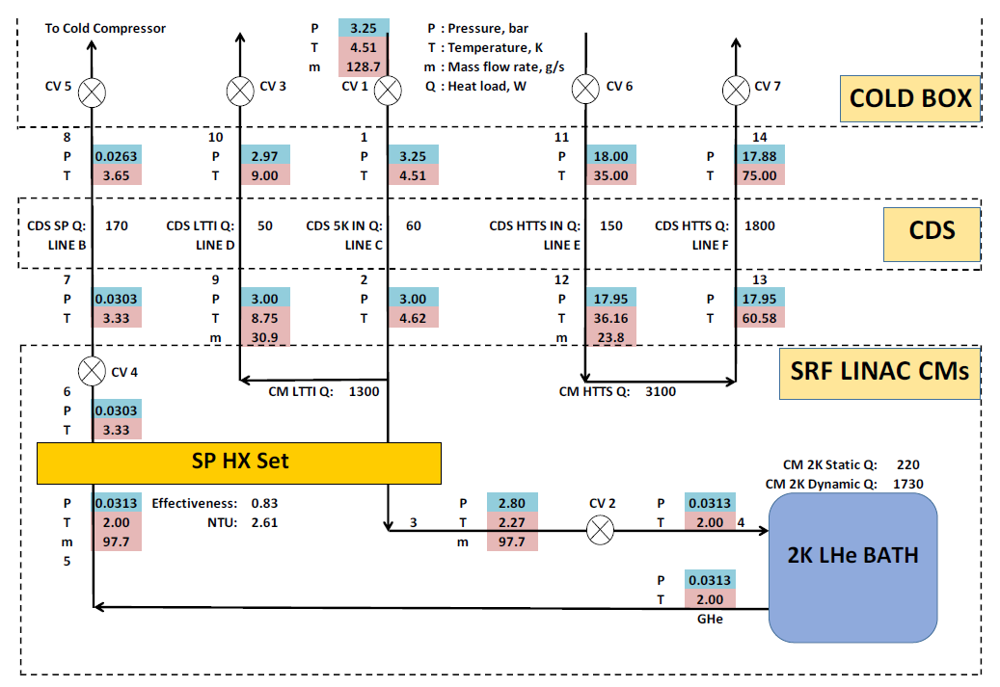 To Cold Compressor
P 3.25 P : Pressure, bar
T 4.51 T : Temperature, K
m 128.7 m : Mass flow rate, g/s
CV 5 CV 3 CV 1 Q : Heat load, W CV 6 CV 7
COLD BOX
8 10 1 11 14
P 0.0263 P 2.97 P 3.25 P 18.00 P 17.88
T 3.65 T 9.00 T 4.51 T 35.00 T 75.00
CDS SP Q: 170 CDS LTTI Q: 50 CDS 5K IN Q: 60 CDS HTTS IN Q: 150 CDS HTTS Q: 1800
LINE B LINE D LINE C LINE E LINE F
CDS
7 9 2 12 13
P 0.0303 P 3.00 P 3.00 P 17.95 P 17.95
T 3.33 T 8.75 T 4.62 T 36.16 T 60.58
m 30.9 m 23.8
CV 4
SRF LINAC CMs
6 CM LTTI Q: 1300 CM HTTS Q: 3100
P 0.0303
T 3.33
SP HX Set
CM 2K Static Q: 220
CM 2K Dynamic Q: 1730
P 0.0313 Effectiveness: 0.83 P 2.80 CV 2 P 0.0313
T 2.00 NTU: 2.61 3 T 2.27 T 2.00 4
m 97.7 m 97.7
5
2K LHe BATH
P 0.0313
T 2.00
GHe